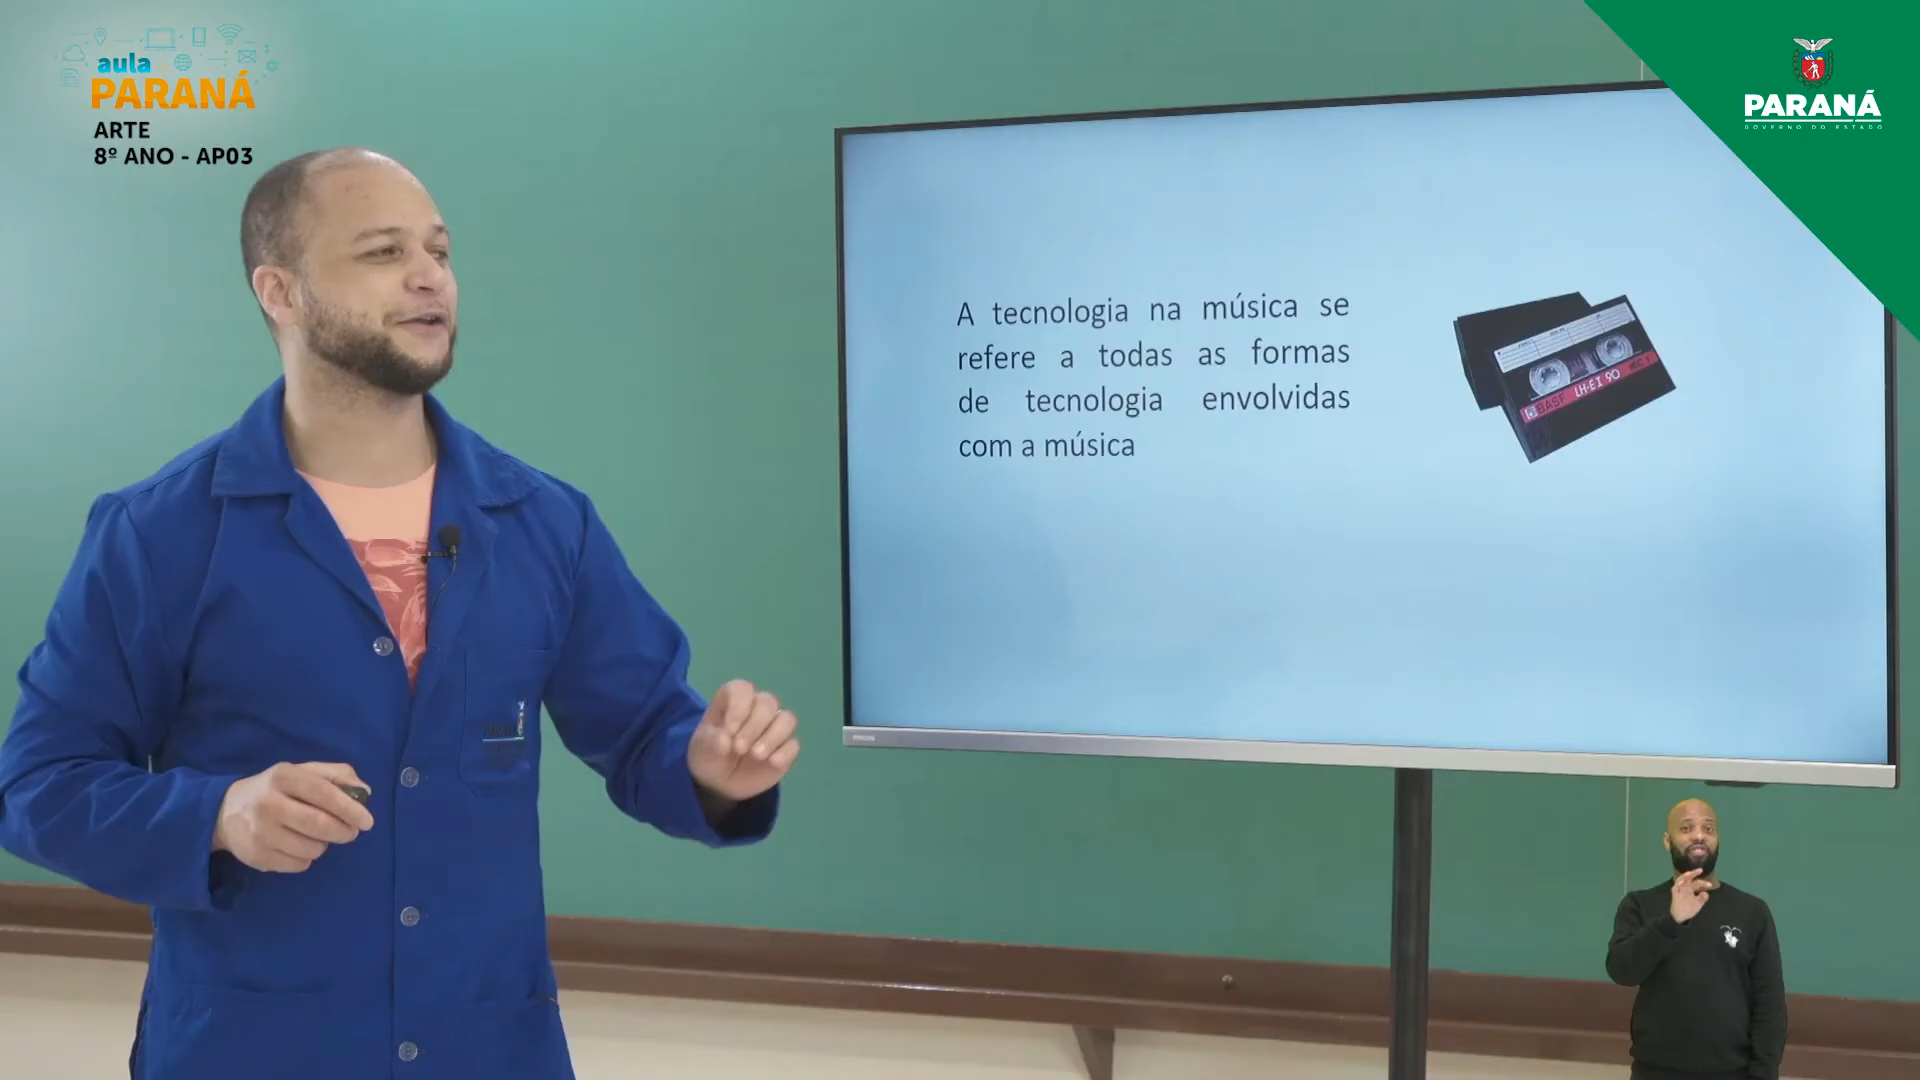 aula
PARANÁ
ARTE
8º ANO - AP03
PARANÁ
GOVERNO DO ESTADO
A tecnologia na música se
refere a todas as formas
de tecnologia envolvidas
com a música
BASF LH-EI 90
PHILIPS